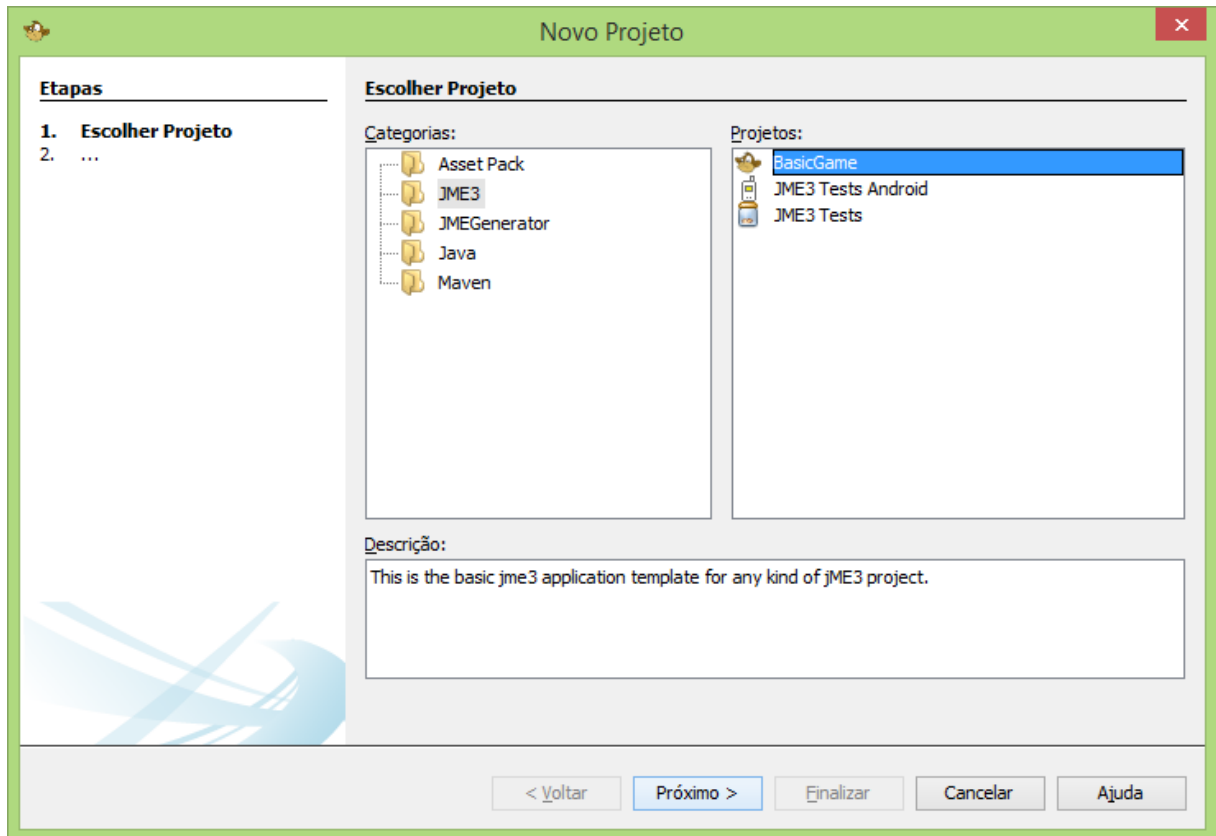 Novo Projeto
Etapas
1. Escolher Projeto
2. ...
Escolher Projeto
Categorias:
Asset Pack
JME3
JMEGenerator
Java
Maven
Projetos:
BasicGame
JME3 Tests Android
JME3 Tests
Descrição:
This is the basic jme3 application template for any kind of jME3 project.
< Voltar
Próximo >
Finalizar
Cancelar
Ajuda